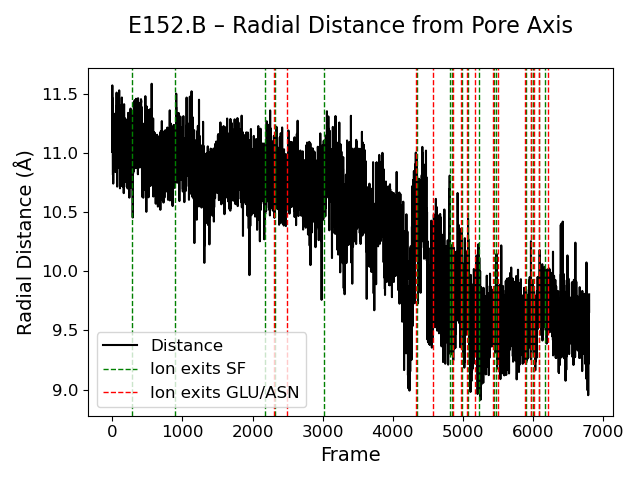 E152.B – Radial Distance from Pore Axis
Radial Distance (Å)
11.5
11.0
10.5
10.0
9.5
9.0
Distance
Ion exits SF
Ion exits GLU/ASN
0 1000 2000 3000 4000 5000 6000 7000
Frame